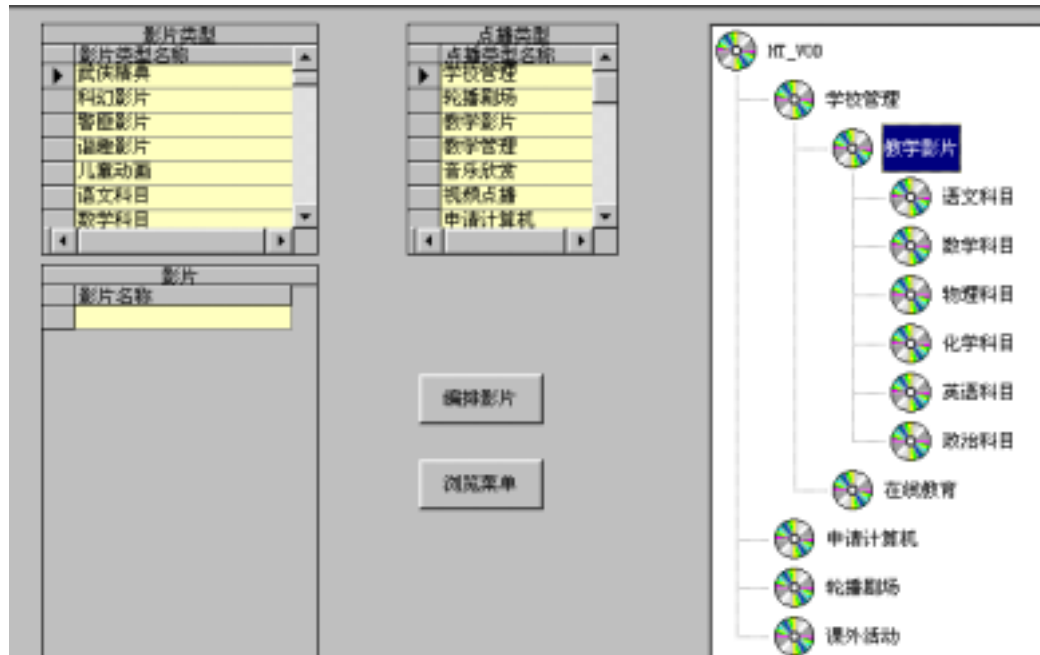 影片类型
影片类型名称
武侠精典
科幻影片
警匪影片
谐趣影片
儿童动画
语文科目
数学科目
点播类型
点播类型名称
学校管理
轮播剧场
教学影片
教学管理
音乐欣赏
视频点播
申请计算机
影片
影片名称
编排影片
浏览菜单
NT_VOD
学校管理
教学影片
语文科目
数学科目
物理科目
化学科目
英语科目
政治科目
在线教育
申请计算机
轮播剧场
课外活动